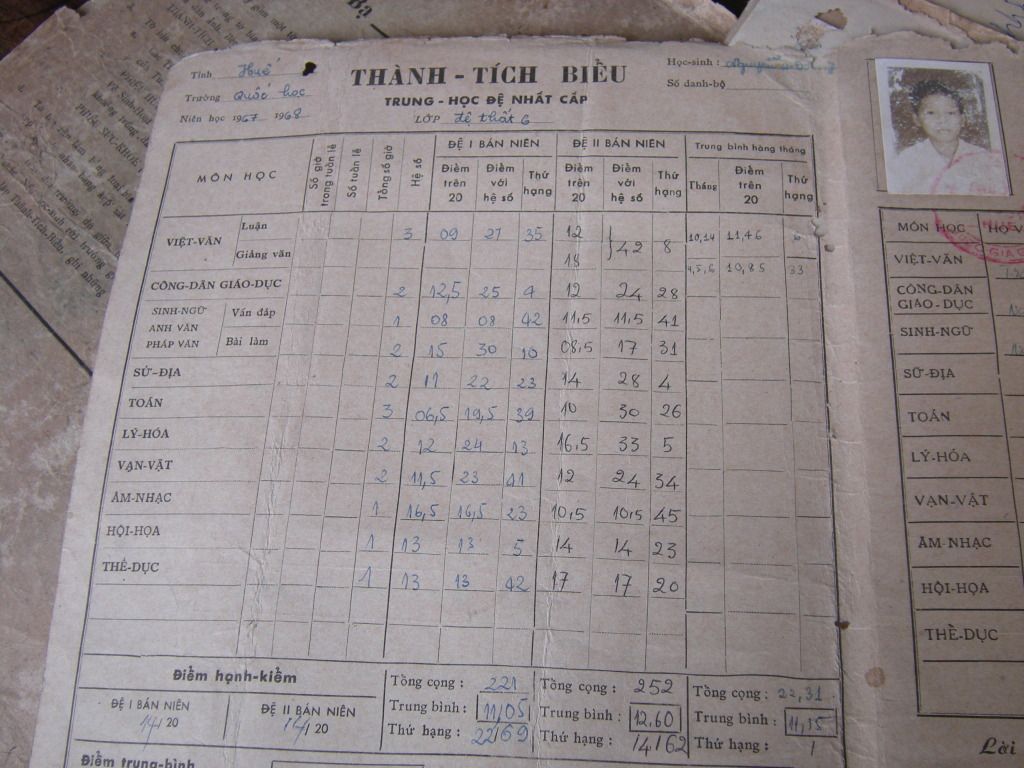 Tỉnh Huế
Trường Quốc học
Niên học 1967 1968
THÀNH - TÍCH BIỂU
TRUNG - HỌC ĐỆ NHẤT CẤP
LỚP đệ thất 6
Học-sinh :
Số danh-bộ
MÔN HỌC Số giờ trong tuần lễ Số tuần lễ Tổng số giờ Hệ số ĐỆ I BÁN NIÊN ĐỆ II BÁN NIÊN Trung bình hàng tháng
Điểm trên 20 Điểm với hệ số Thứ hạng Điểm trên 20 Điểm với hệ số Thứ hạng Tháng Điểm trên 20 Thứ hạng
VIỆT-VĂN Luận 3 09 27 35 12 42 8 10,14 11,46 6
Giảng văn 18 4,5,6 10,85 33
CÔNG-DÂN GIÁO-DỤC 2 12,5 25 4 12 24 28
SINH-NGỮ ANH VĂN PHÁP VĂN Vấn đáp 1 08 08 42 11,5 11,5 41
Bài làm 2 15 30 10 08,5 17 31
SỬ-ĐỊA 2 11 22 23 14 28 4
TOÁN 3 06,5 19,5 39 10 30 26
LÝ-HÓA 2 12 24 13 16,5 33 5
VẠN-VẬT 2 11,5 23 41 12 24 34
ÂM-NHẠC 1 16,5 16,5 23 10,5 10,5 45
HỘI-HỌA 1 13 13 5 14 14 23
THỂ-DỤC 1 13 13 42 17 17 20
Điểm hạnh-kiểm
ĐỆ I BÁN NIÊN ĐỆ II BÁN NIÊN
14/20 14/20
Điểm trung-bình
Tổng cộng : 221
Trung bình : 11,05
Thứ hạng : 22/69
Tổng cộng : 252
Trung bình : 12.60
Thứ hạng : 14/62
Tổng cộng : 22,31
Trung bình : 11,15
Thứ hạng : /
MÔN HỌC
VIỆT-VĂN
CÔNG-DÂN
GIÁO-DỤC
SINH-NGỮ
SỬ-ĐỊA
TOÁN
LÝ-HÓA
VẠN-VẬT
ÂM-NHẠC
HỘI-HỌA
THỂ-DỤC
Lời